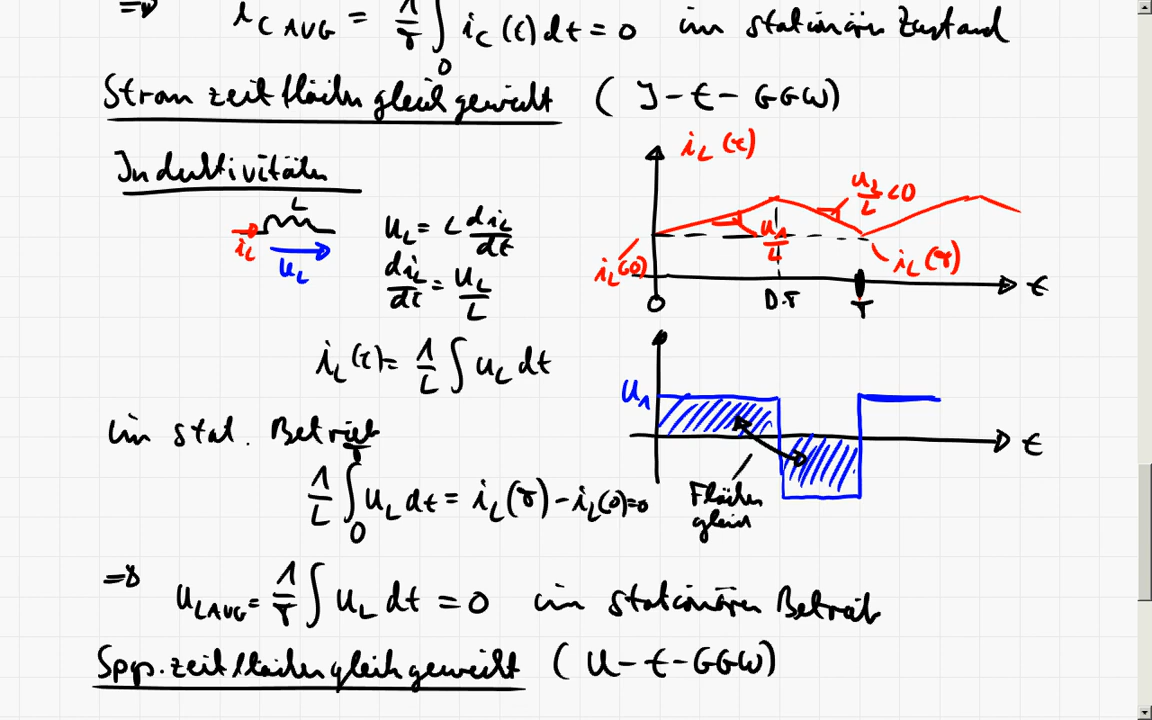 => i_C AVG = 1/T ∫_0 i_C(t) dt = 0 im stationären Zustand
Stromzeitflächengleichgewicht (I-t-GGW)
Induktivitäten
L
i_L
u_L
u_L = L di_L/dt
di_L/dt = u_L/L
i_L(t) = 1/L ∫ u_L dt
i_L(t)
u_1/L
u_2/L < 0
i_L(0)
i_L(T)
0
D·T
T
t
U_1
t
Flächen
gleich
im stat. Betrieb
1/L ∫_0^T u_L dt = i_L(T) - i_L(0) = 0
=> u_L AVG = 1/T ∫ u_L dt = 0 im stationären Betrieb
Spg.zeitflächengleichgewicht (U-t-GGW)